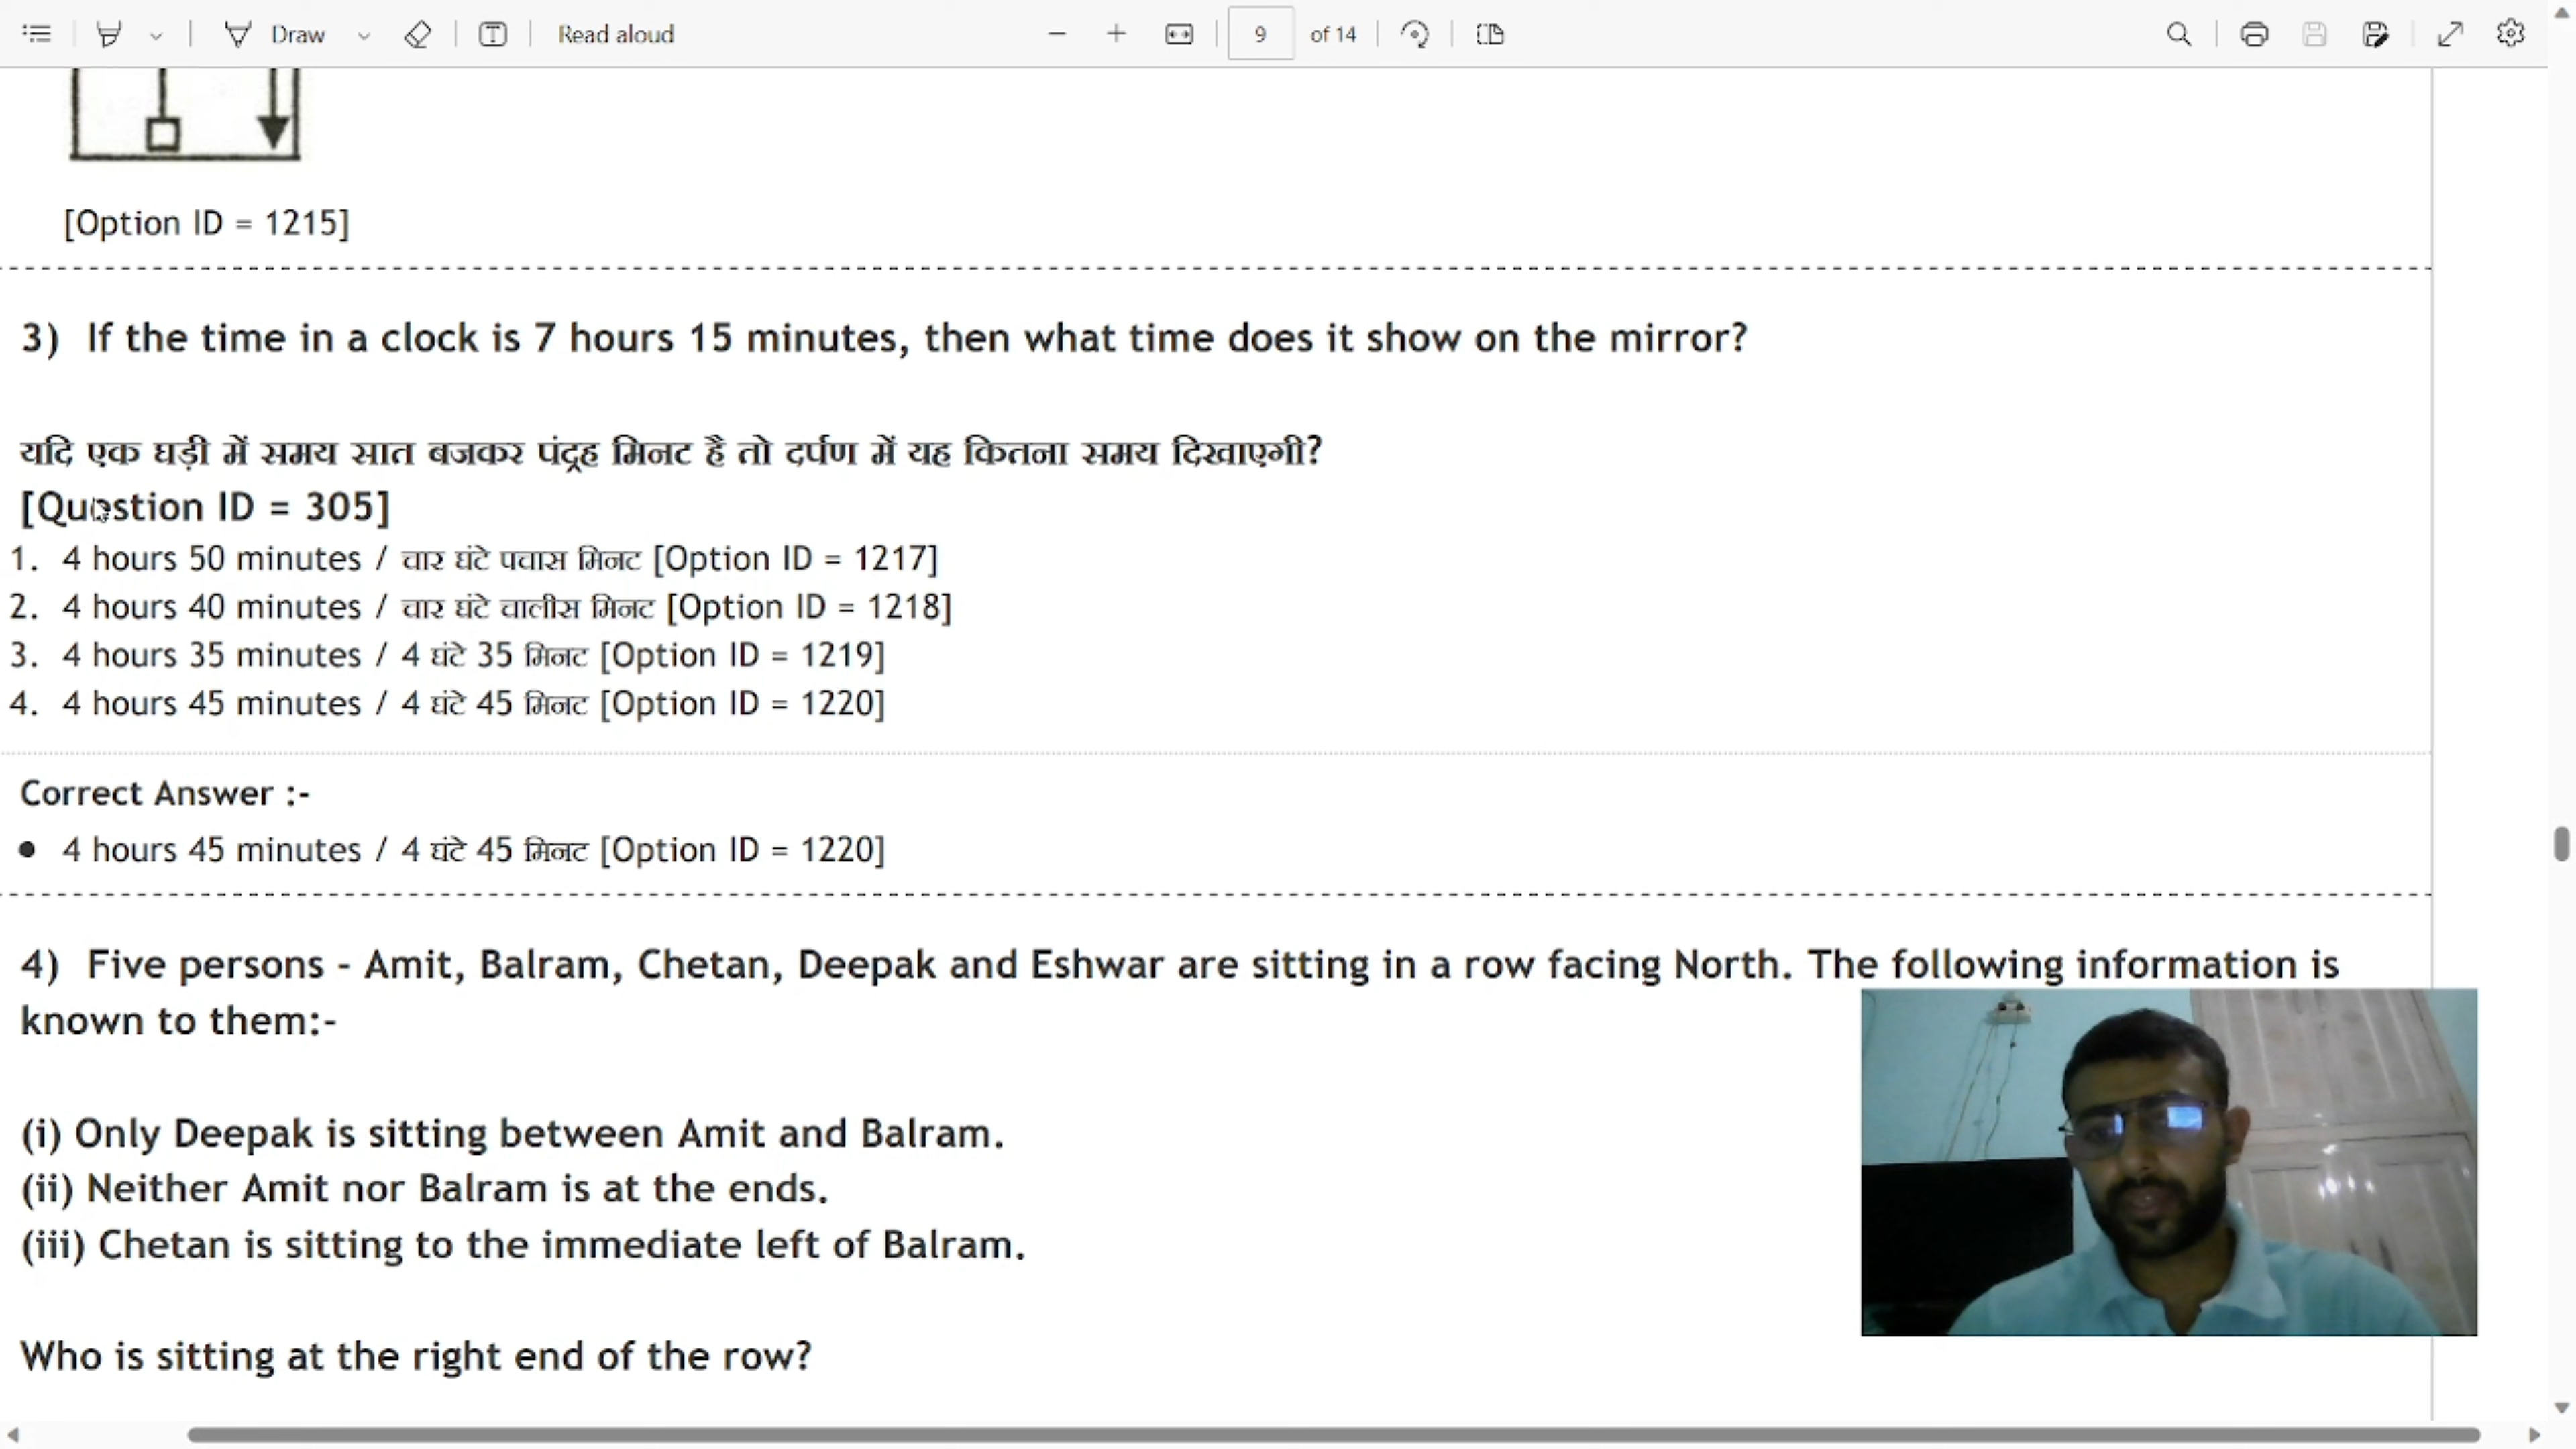 Draw
Read aloud
9 of 14
[Option ID = 1215]
3) If the time in a clock is 7 hours 15 minutes, then what time does it show on the mirror?
यदि एक घड़ी में समय सात बजकर पंद्रह मिनट है तो दर्पण में यह कितना समय दिखाएगी?
[Question ID = 305]
1. 4 hours 50 minutes / चार घंटे पचास मिनट [Option ID = 1217]
2. 4 hours 40 minutes / चार घंटे चालीस मिनट [Option ID = 1218]
3. 4 hours 35 minutes / 4 घंटे 35 मिनट [Option ID = 1219]
4. 4 hours 45 minutes / 4 घंटे 45 मिनट [Option ID = 1220]
Correct Answer :-
• 4 hours 45 minutes / 4 घंटे 45 मिनट [Option ID = 1220]
4) Five persons - Amit, Balram, Chetan, Deepak and Eshwar are sitting in a row facing North. The following information is
known to them:-
(i) Only Deepak is sitting between Amit and Balram.
(ii) Neither Amit nor Balram is at the ends.
(iii) Chetan is sitting to the immediate left of Balram.
Who is sitting at the right end of the row?